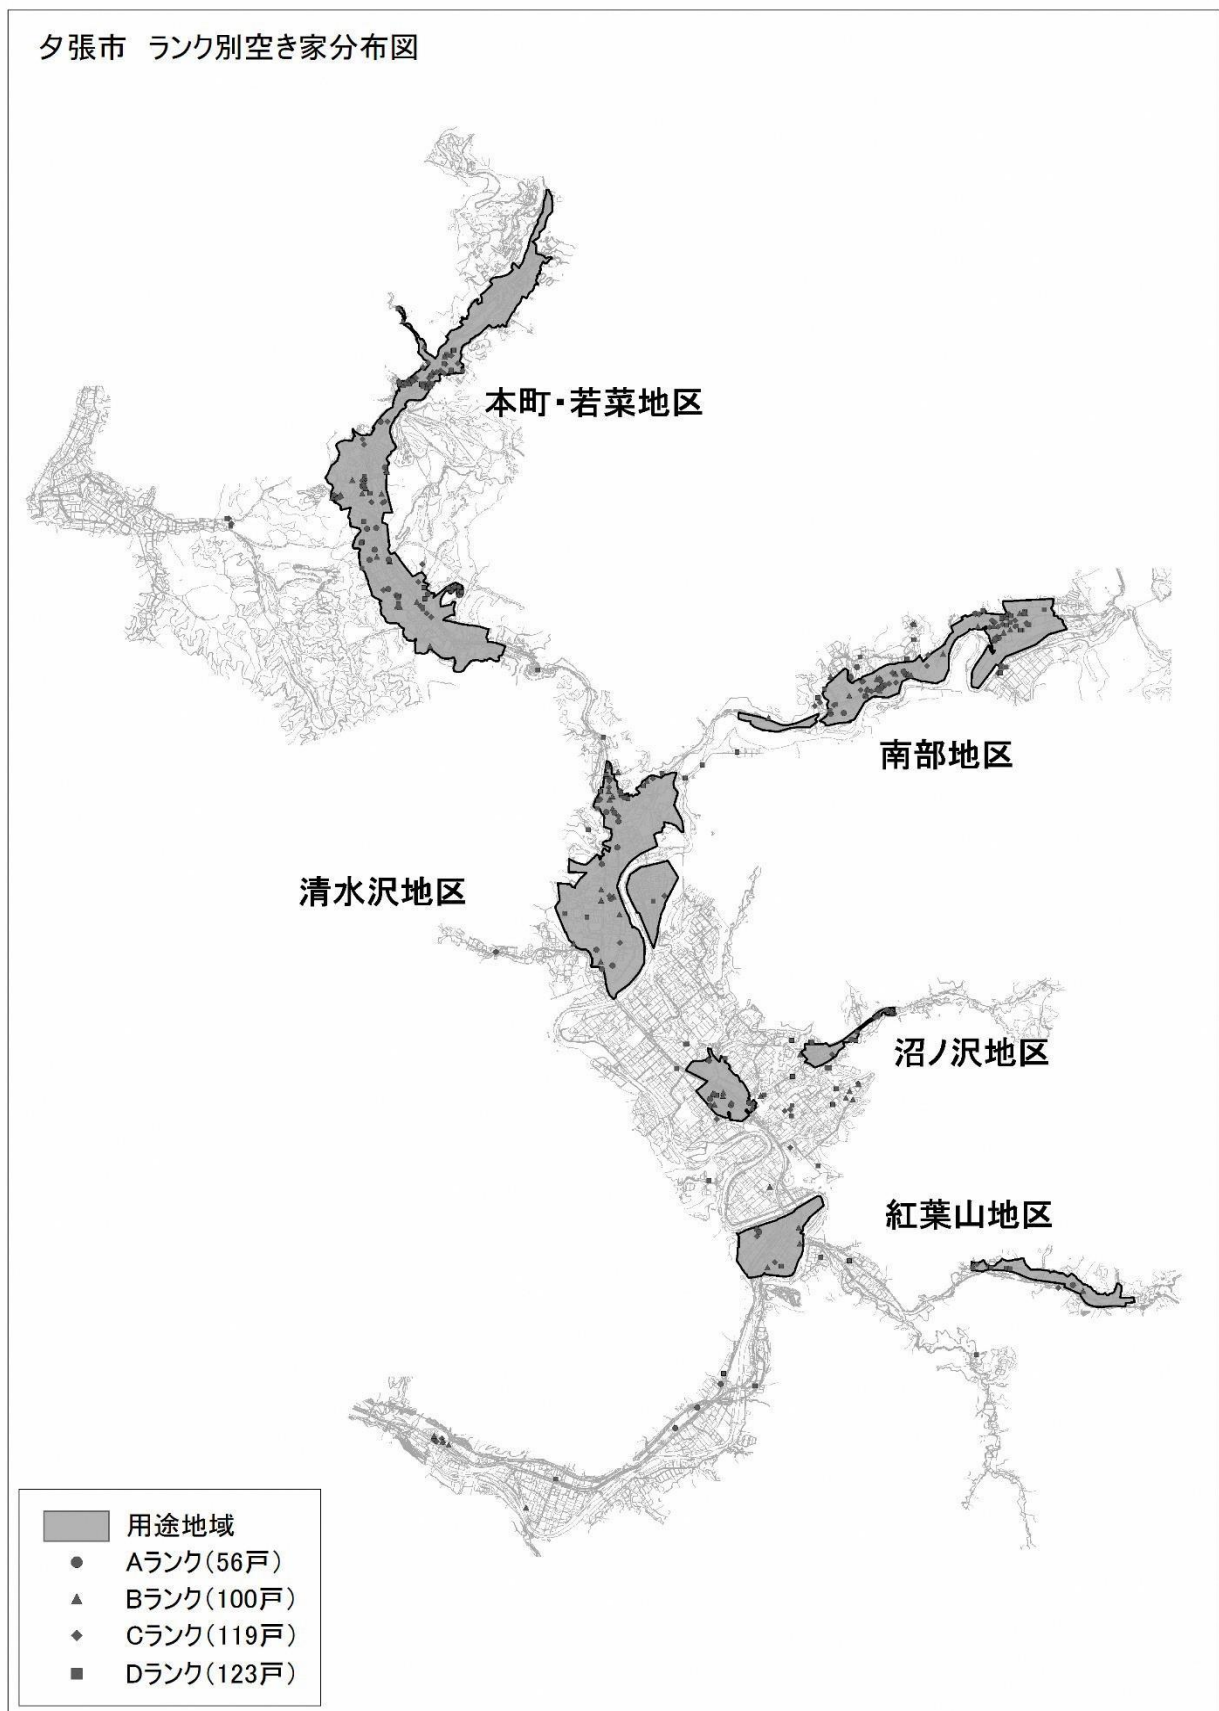 夕張市 ランク別空き家分布図
本町・若菜地区
南部地区
清水沢地区
沼ノ沢地区
紅葉山地区
用途地域
Aランク(56戸)
Bランク(100戸)
Cランク(119戸)
Dランク(123戸)